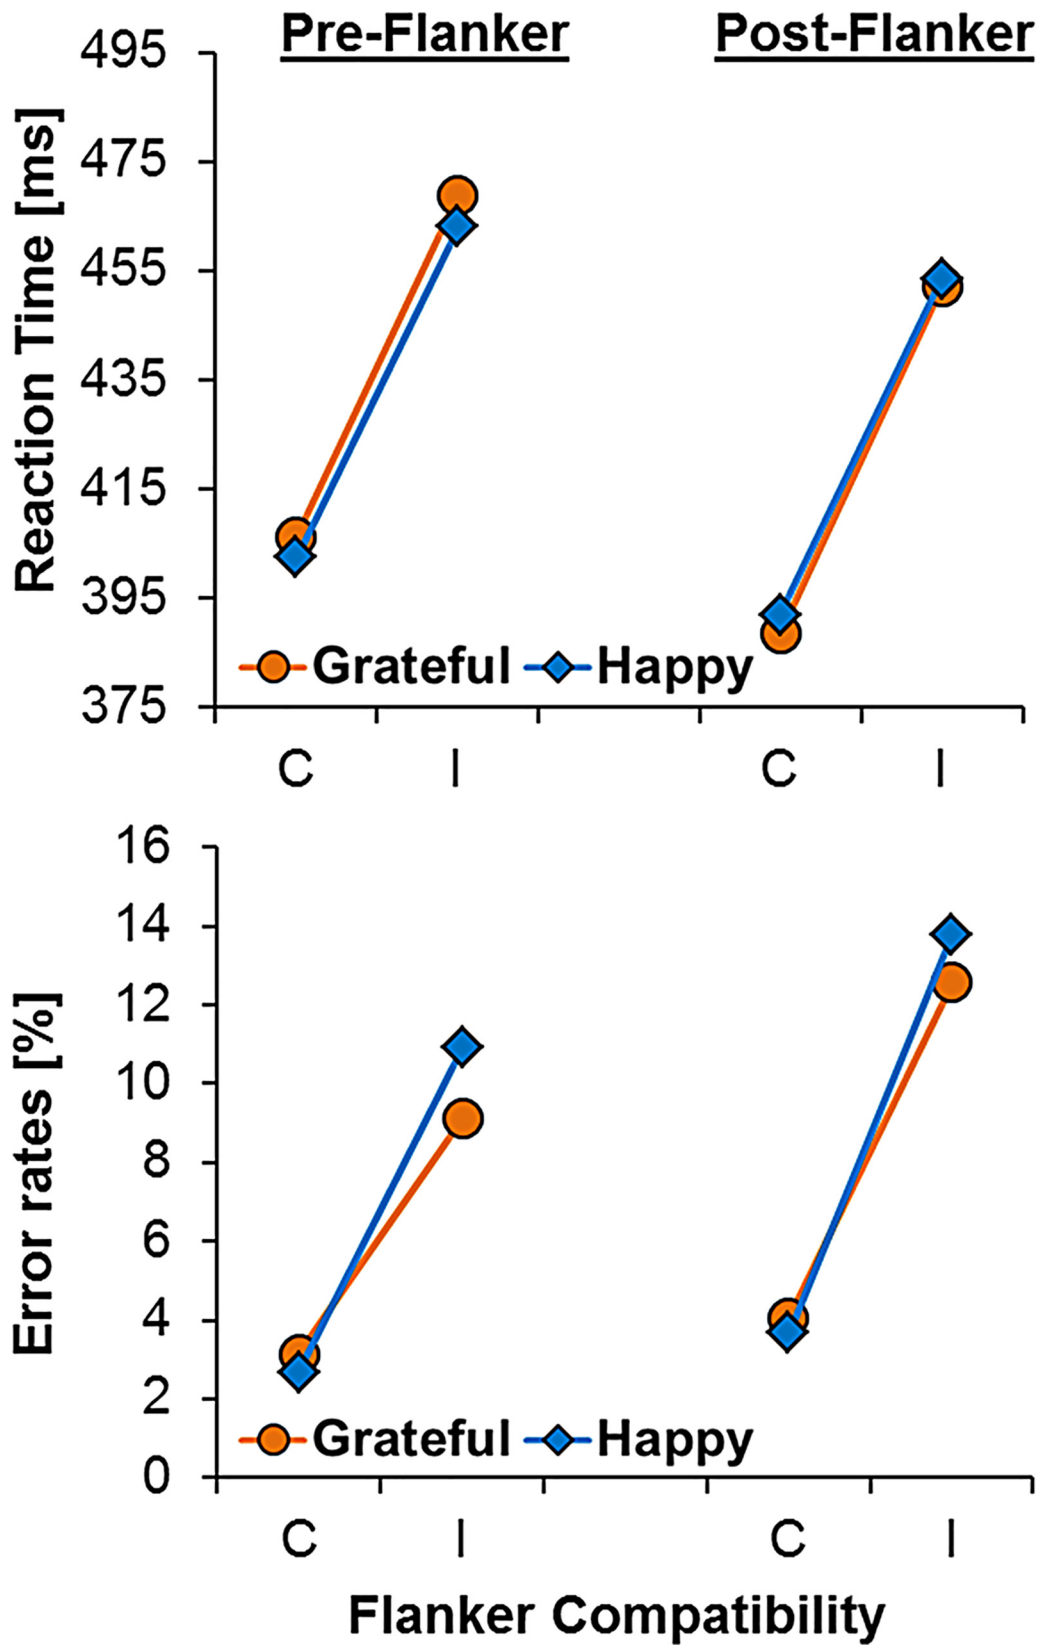 Pre-Flanker Post-Flanker
Reaction Time [ms]
495
475
455
435
415
395
375
Grateful Happy
C I C I
Error rates [%]
16
14
12
10
8
6
4
2
0
Grateful Happy
C I C I
Flanker Compatibility